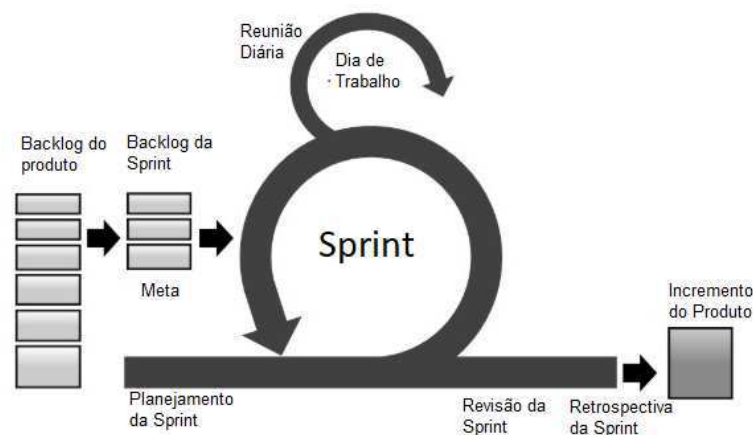 Reunião
Diária
Dia de
Trabalho
Backlog do
produto
Backlog da
Sprint
Sprint
Meta
Incremento
do Produto
Planejamento
da Sprint
Revisão da
Sprint
Retrospectiva
da Sprint